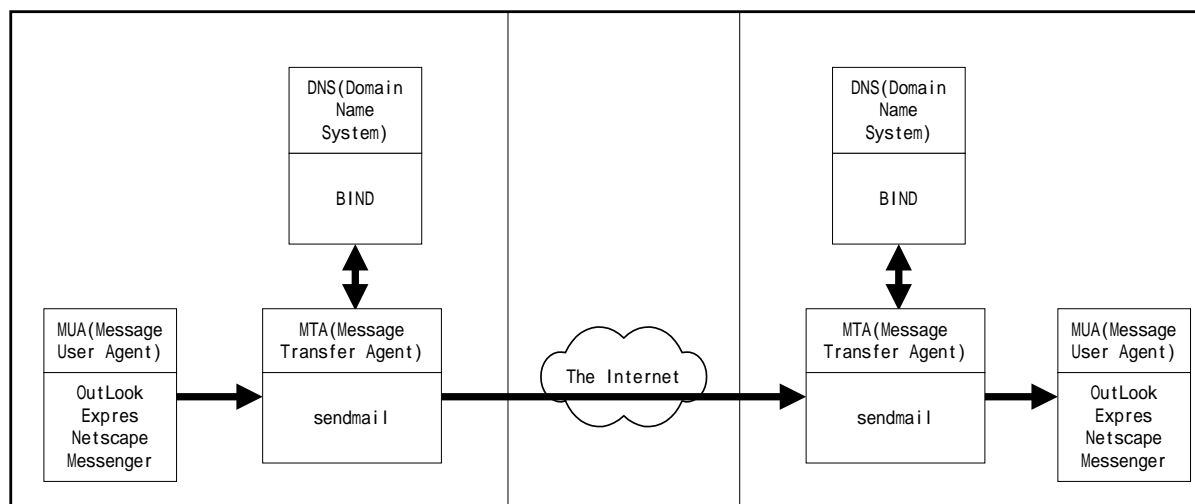 DNS(Domain
Name
System)
BIND
DNS(Domain
Name
System)
BIND
MUA(Message
User Agent)
OutLook
Expres
Netscape
Messenger
MTA(Message
Transfer Agent)
sendmail
The Internet
MTA(Message
Transfer Agent)
sendmail
MUA(Message
User Agent)
OutLook
Expres
Netscape
Messenger